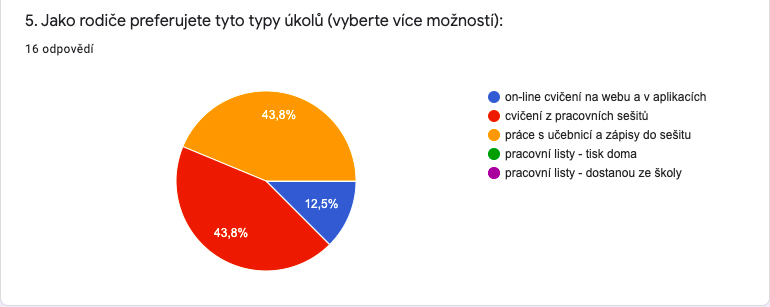 5. Jako rodiče preferujete tyto typy úkolů (vyberte více možností):
16 odpovědí
43,8%
12,5%
43,8%
on-line cvičení na webu a v aplikacích
cvičení z pracovních sešitů
práce s učebnicí a zápisy do sešitu
pracovní listy - tisk doma
pracovní listy - dostanou ze školy